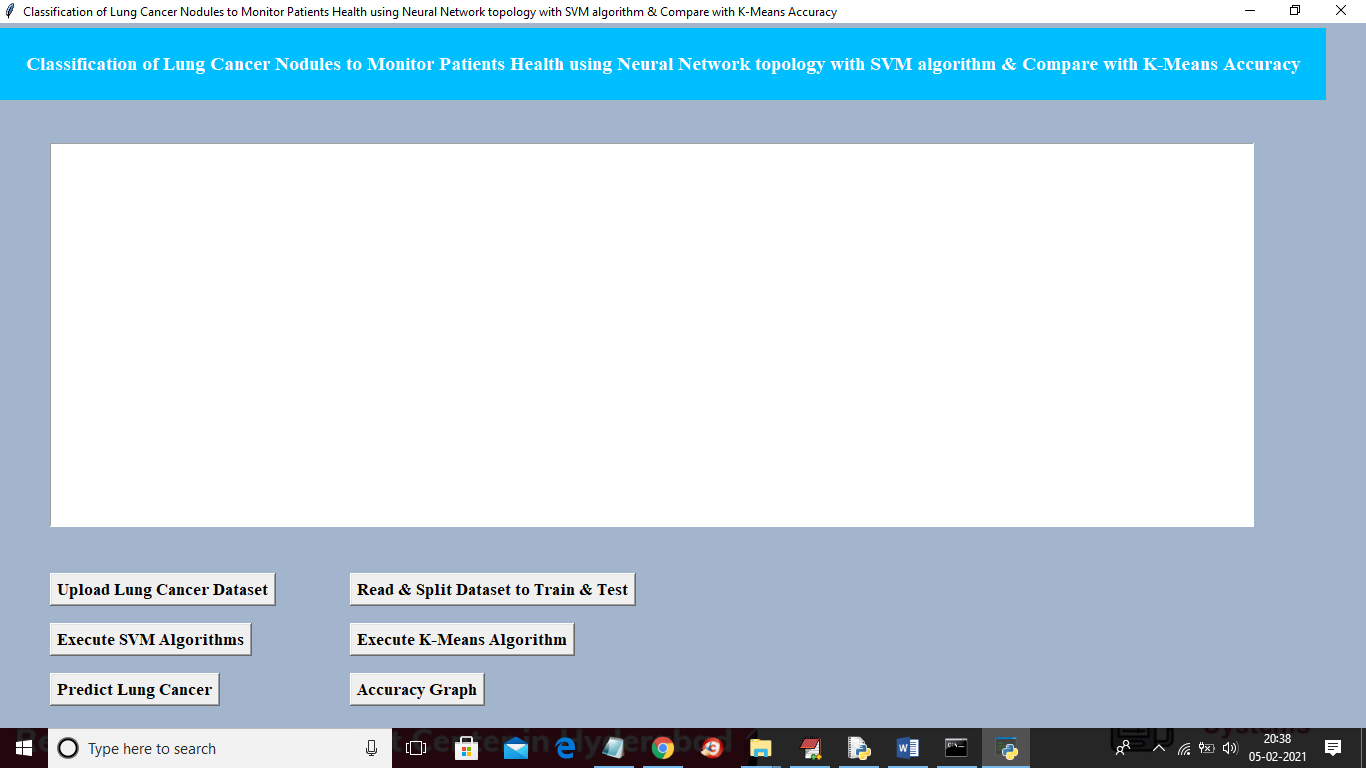 Classification of Lung Cancer Nodules to Monitor Patients Health using Neural Network topology with SVM algorithm & Compare with K-Means Accuracy
Classification of Lung Cancer Nodules to Monitor Patients Health using Neural Network topology with SVM algorithm & Compare with K-Means Accuracy
Upload Lung Cancer Dataset
Read & Split Dataset to Train & Test
Execute SVM Algorithms
Execute K-Means Algorithm
Predict Lung Cancer
Accuracy Graph
Type here to search
Systems
20:38
05-02-2021